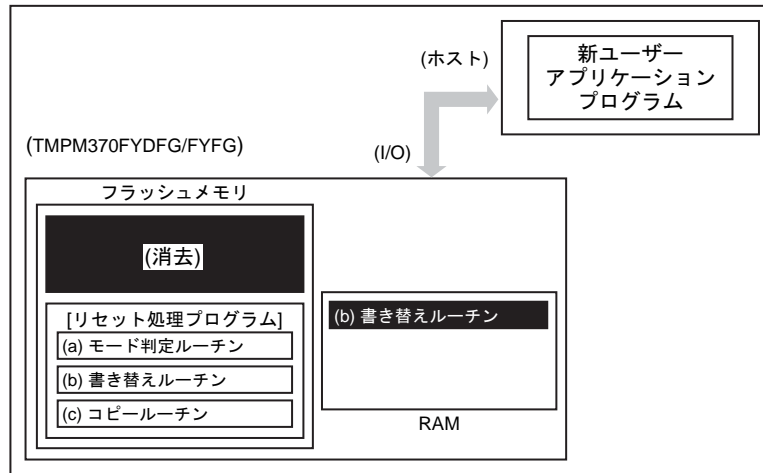 (ホスト)
新ユーザー
アプリケーション
プログラム
(TMPM370FYDFG/FYFG)
(I/O)
フラッシュメモリ
(消去)
[リセット処理プログラム]
(a) モード判定ルーチン
(b) 書き替えルーチン
(c) コピールーチン
(b) 書き替えルーチン
RAM